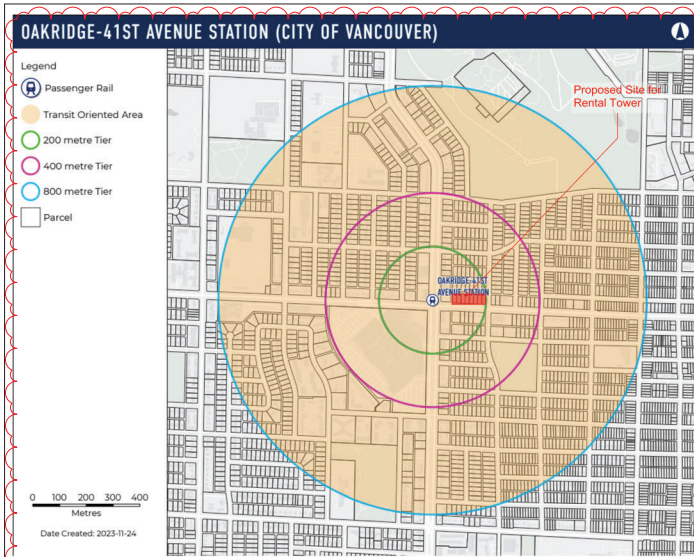 OAKRIDGE-41ST AVENUE STATION (CITY OF VANCOUVER)
Legend
Passenger Rail
Transit Oriented Area
200 metre Tier
400 metre Tier
800 metre Tier
Parcel
Proposed Site for
Rental Tower
OAKRIDGE-41ST
AVENUE STATION
0 100 200 300 400
Metres
Date Created: 2023-11-24